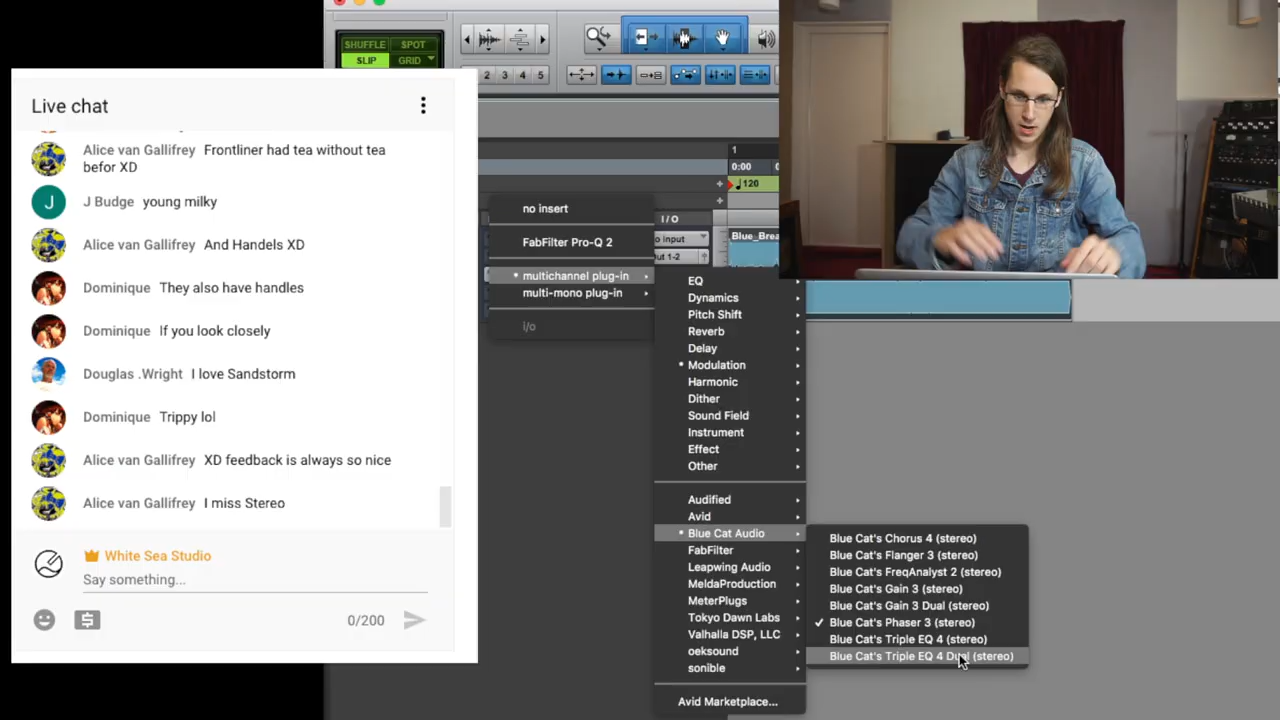 SHUFFLE SPOT
SLIP GRID
2 3 4 5
Live chat
Alice van Gallifrey Frontliner had tea without tea
befor XD
J Budge young milky
Alice van Gallifrey And Handels XD
Dominique They also have handles
Dominique If you look closely
Douglas .Wright I love Sandstorm
Dominique Trippy lol
Alice van Gallifrey XD feedback is always so nice
Alice van Gallifrey I miss Stereo
White Sea Studio
Say something...
0/200
1
0:00
120
I / O
no insert
FabFilter Pro-Q 2
* multichannel plug-in
multi-mono plug-in
i/o
o input
ut 1-2
Blue_Brea
EQ
Dynamics
Pitch Shift
Reverb
Delay
* Modulation
Harmonic
Dither
Sound Field
Instrument
Effect
Other
Audified
Avid
* Blue Cat Audio
FabFilter
Leapwing Audio
MeldaProduction
MeterPlugs
Tokyo Dawn Labs
Valhalla DSP, LLC
oeksound
sonible
Avid Marketplace...
Blue Cat's Chorus 4 (stereo)
Blue Cat's Flanger 3 (stereo)
Blue Cat's FreqAnalyst 2 (stereo)
Blue Cat's Gain 3 (stereo)
Blue Cat's Gain 3 Dual (stereo)
✓ Blue Cat's Phaser 3 (stereo)
Blue Cat's Triple EQ 4 (stereo)
Blue Cat's Triple EQ 4 Dual (stereo)